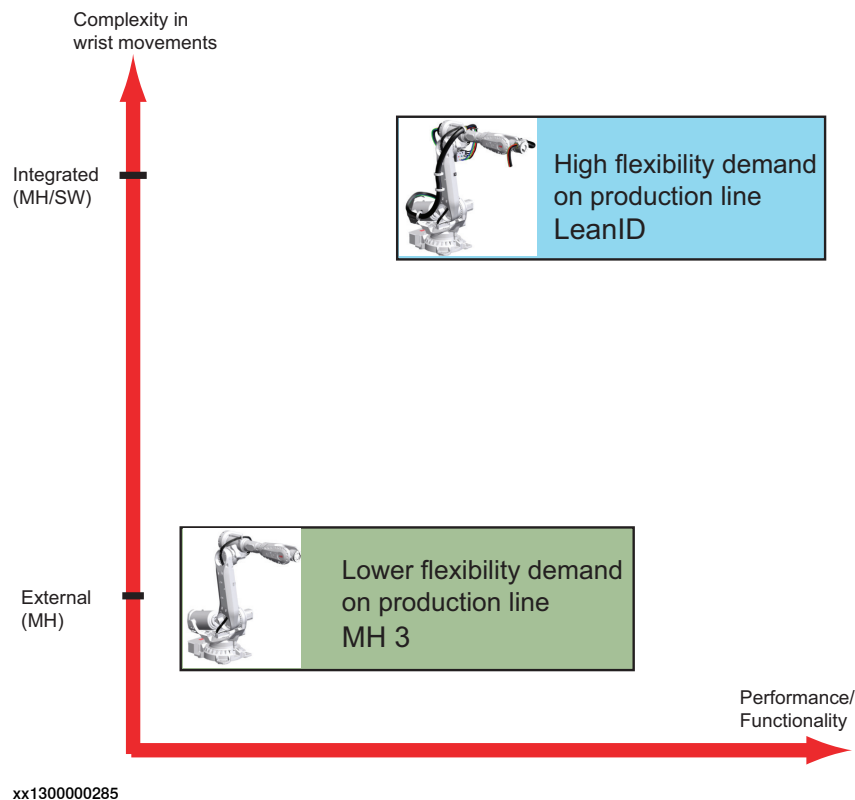 Complexity in
wrist movements
Integrated
(MH/SW)
High flexibility demand
on production line
LeanID
External
(MH)
Lower flexibility demand
on production line
MH 3
Performance/
Functionality
xx1300000285